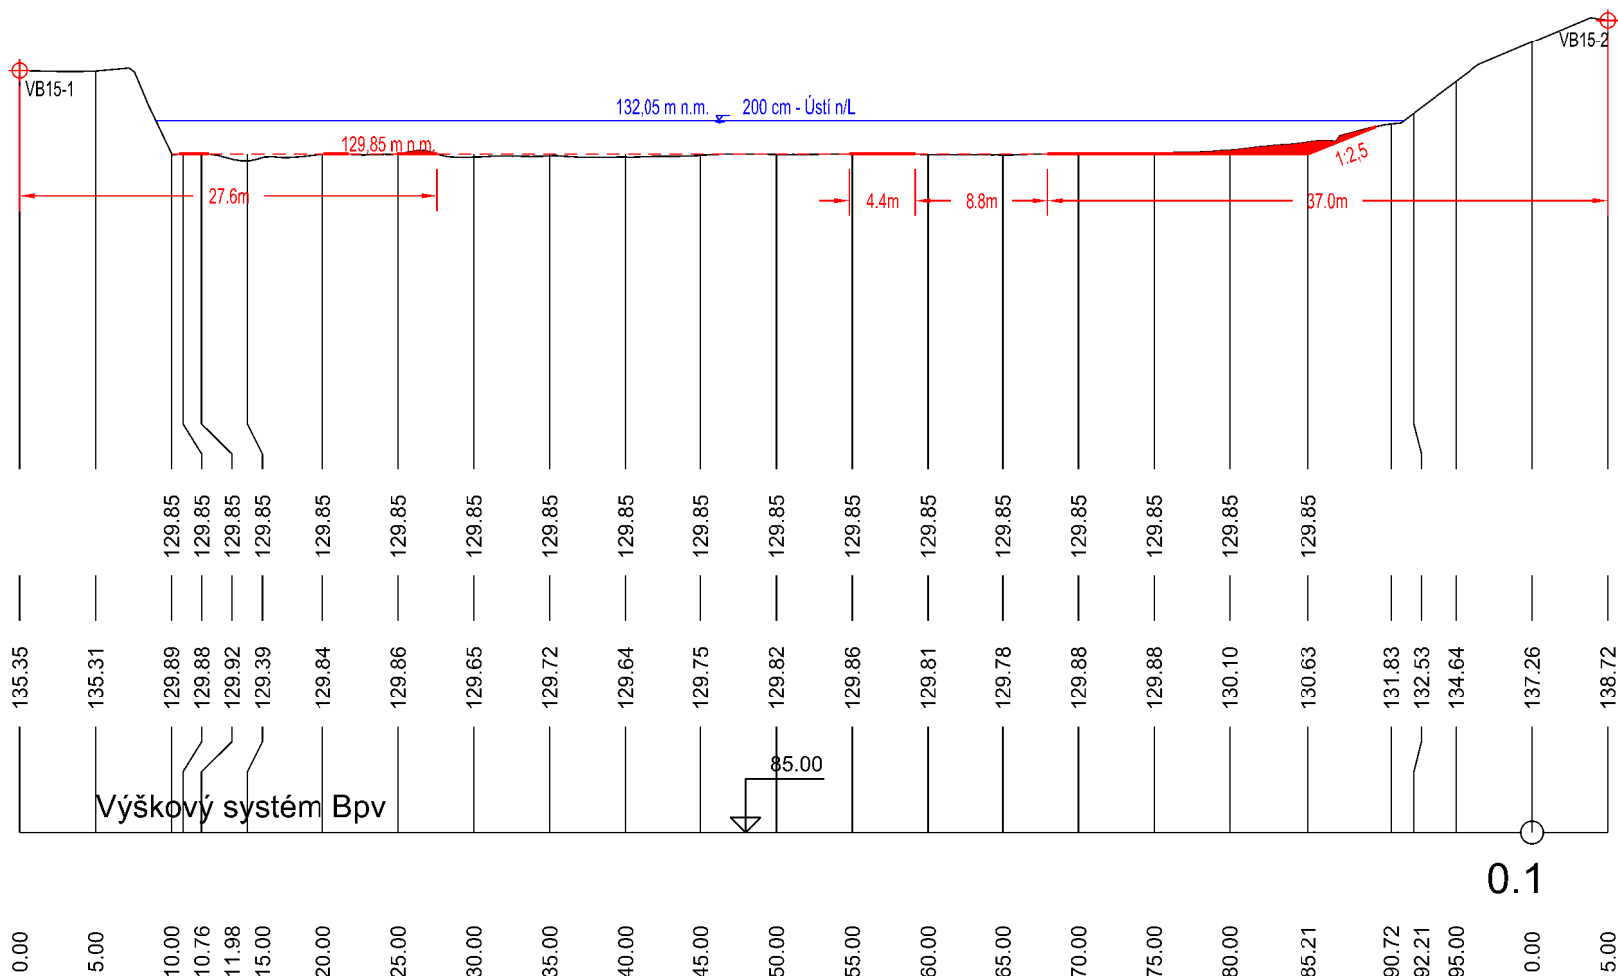 VB15-2
VB15-1
132,05 m n.m. 200 cm - Ústí n/L
129,85 m n.m.
1:2,5
27.6m
4.4m
8.8m
37.0m
129.85 129.85 129.85 129.85 129.85 129.85 129.85 129.85 129.85 129.85 129.85 129.85 129.85 129.85 129.85 129.85 129.85 129.85
135.35 135.31 129.89 129.88 129.92 129.39 129.84 129.86 129.65 129.72 129.64 129.75 129.82 129.86 129.81 129.78 129.88 129.88 130.10 130.63 131.83 132.53 134.64 137.26 138.72
85.00
Výškový systém Bpv
0.1
0.00 5.00 10.00 10.76 11.98 15.00 20.00 25.00 30.00 35.00 40.00 45.00 50.00 55.00 60.00 65.00 70.00 75.00 80.00 85.21 90.72 92.21 95.00 0.00 5.00